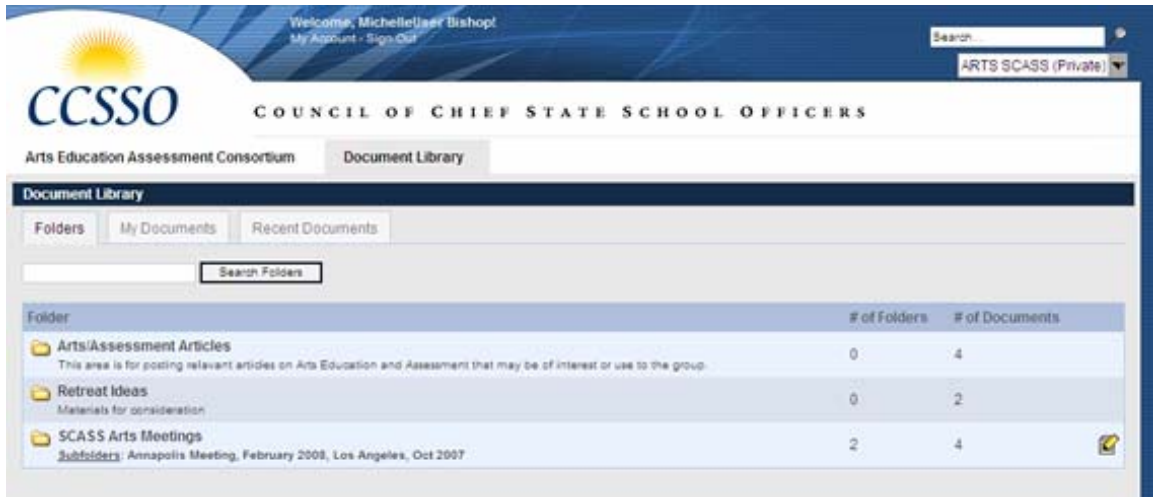 Welcome, MichelleUser Bishop!
My Account - Sign Out
Search...
ARTS SCASS (Private)
CCSSO
COUNCIL OF CHIEF STATE SCHOOL OFFICERS
Arts Education Assessment Consortium Document Library
Document Library
Folders My Documents Recent Documents
Search Folders
Folder # of Folders # of Documents
Arts/Assessment Articles
This area is for posting relevant articles on Arts Education and Assessment that may be of interest or use to the group.
0 4
Retreat Ideas
Materials for consideration
0 2
SCASS Arts Meetings
Subfolders: Annapolis Meeting, February 2008, Los Angeles, Oct 2007
2 4